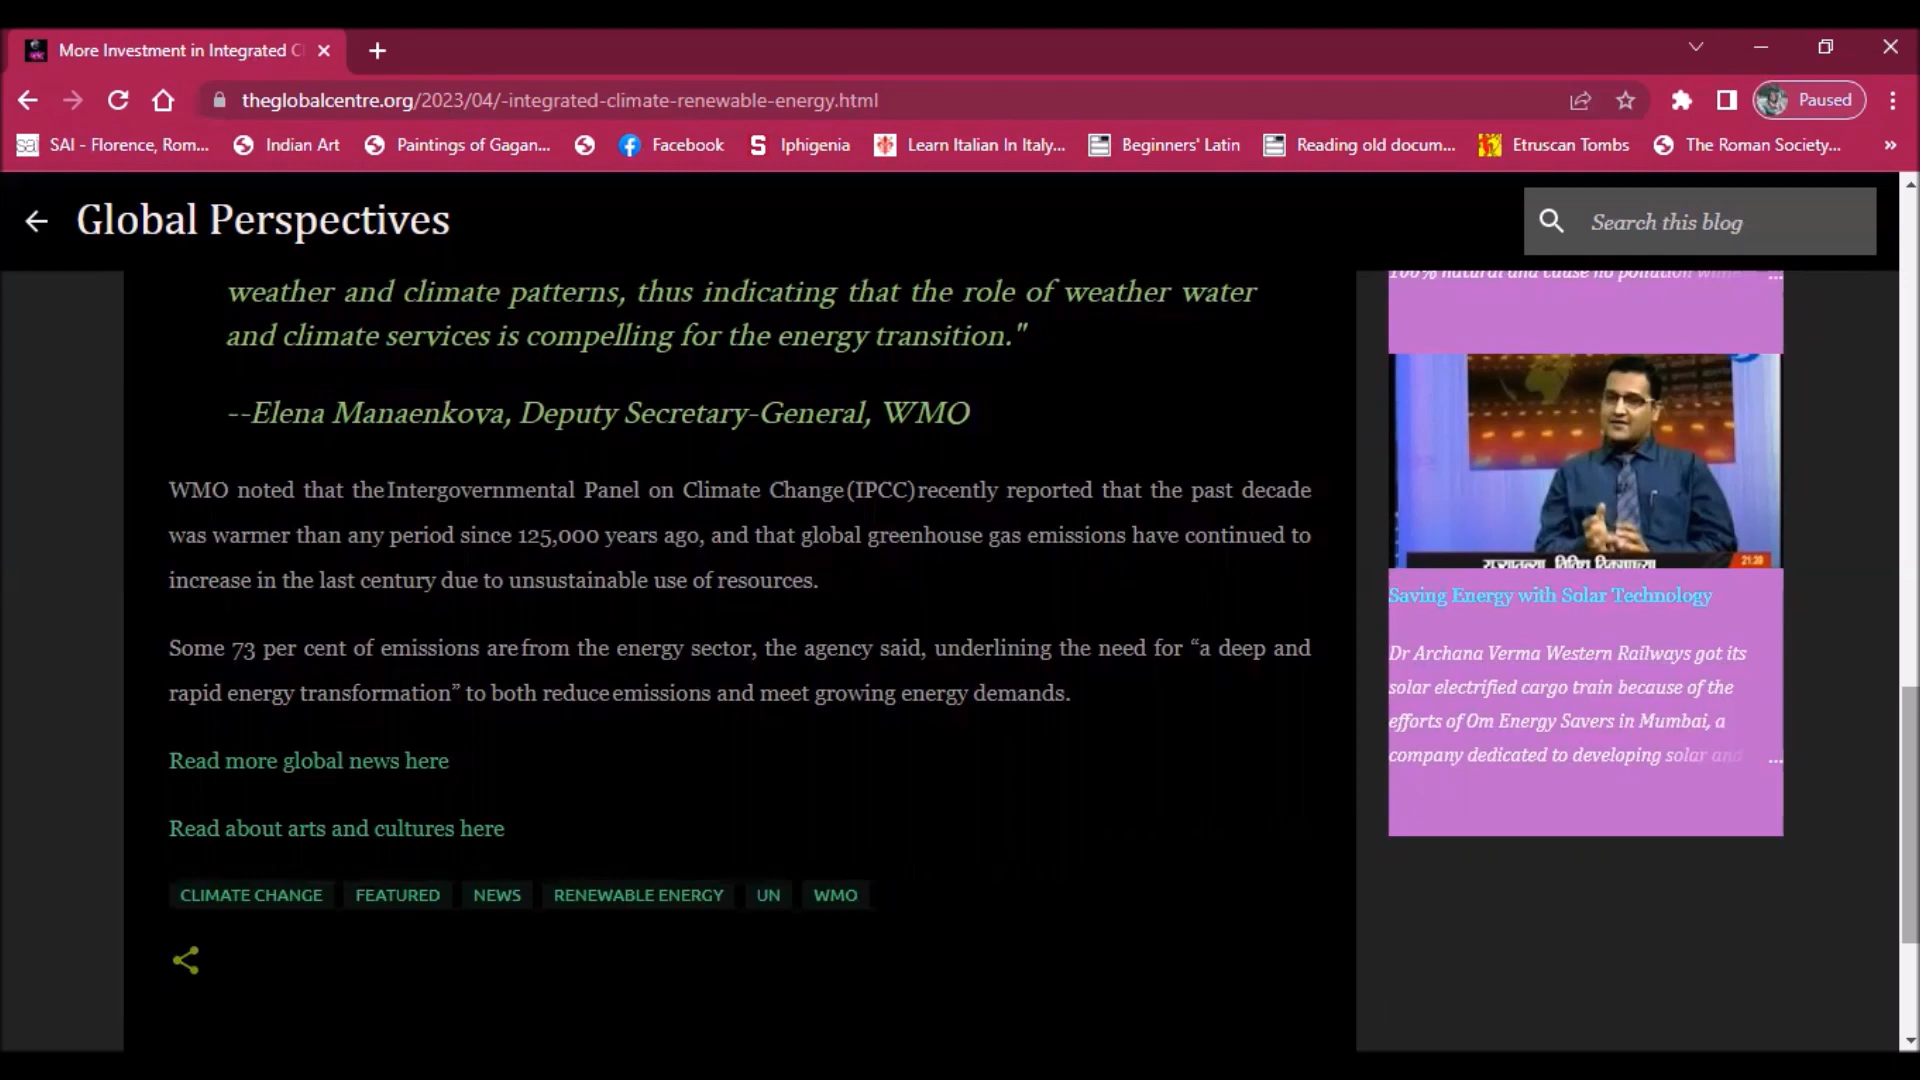 More Investment in Integrated C
theglobalcentre.org/2023/04/-integrated-climate-renewable-energy.html
Paused
SAI - Florence, Rom...
Indian Art
Paintings of Gagan...
Facebook
Iphigenia
Learn Italian In Italy...
Beginners' Latin
Reading old docum...
Etruscan Tombs
The Roman Society...
Global Perspectives
Search this blog
weather and climate patterns, thus indicating that the role of weather water
and climate services is compelling for the energy transition."
--Elena Manaenkova, Deputy Secretary-General, WMO
WMO noted that the Intergovernmental Panel on Climate Change (IPCC) recently reported that the past decade
was warmer than any period since 125,000 years ago, and that global greenhouse gas emissions have continued to
increase in the last century due to unsustainable use of resources.
Some 73 per cent of emissions are from the energy sector, the agency said, underlining the need for “a deep and
rapid energy transformation” to both reduce emissions and meet growing energy demands.
Read more global news here
Read about arts and cultures here
CLIMATE CHANGE FEATURED NEWS RENEWABLE ENERGY UN WMO
100% natural and cause no pollution ...
21:20
Saving Energy with Solar Technology
Dr Archana Verma Western Railways got its
solar electrified cargo train because of the
efforts of Om Energy Savers in Mumbai, a
company dedicated to developing solar and ...